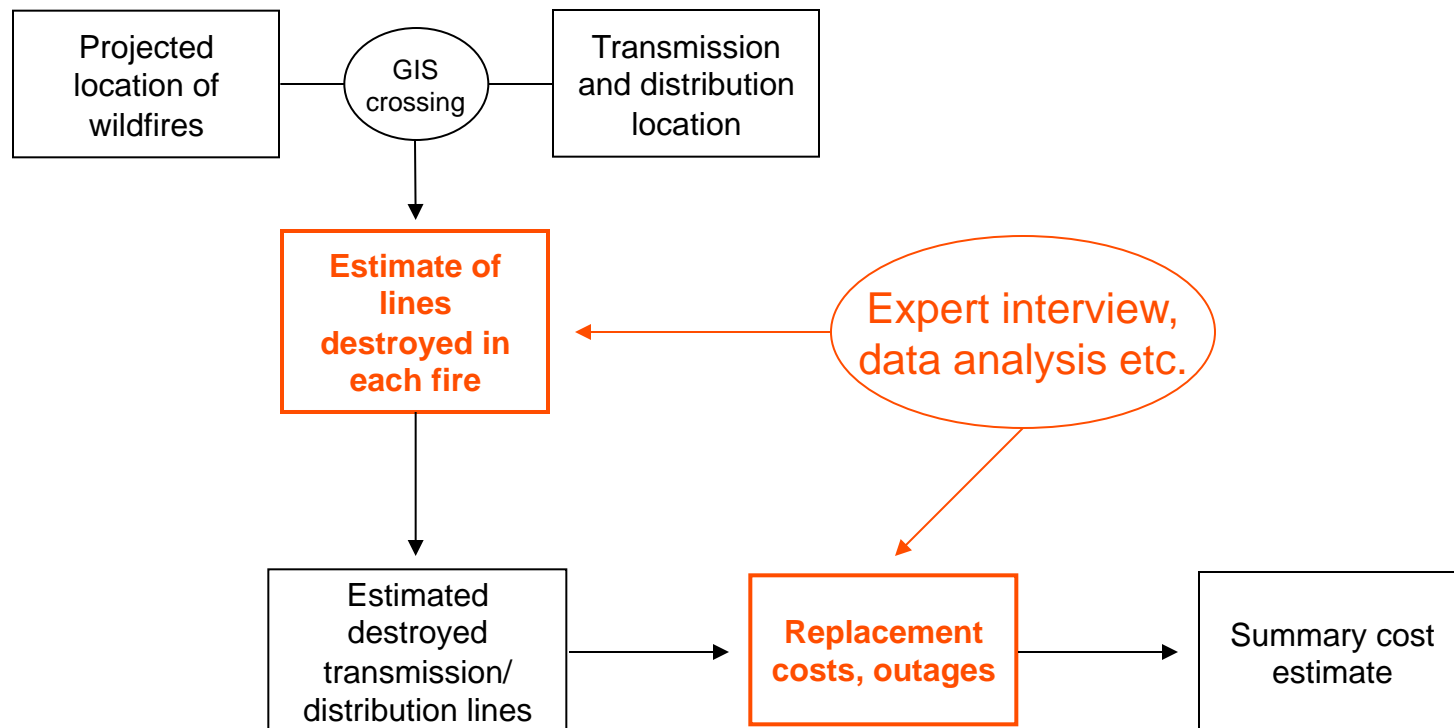 Projected
location of
wildfires
GIS
crossing
Transmission
and distribution
location
Estimate of
lines
destroyed in
each fire
Expert interview,
data analysis etc.
Estimated
destroyed
transmission/
distribution lines
Replacement
costs, outages
Summary cost
estimate